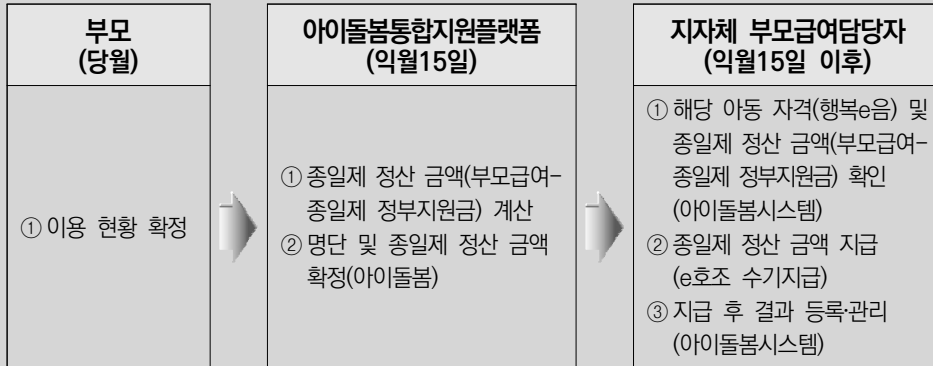 부모
(당월)
① 이용 현황 확정
아이돌봄통합지원플랫폼
(익월15일)
① 종일제 정산 금액(부모급여-
종일제 정부지원금) 계산
② 명단 및 종일제 정산 금액
확정(아이돌봄)
지자체 부모급여담당자
(익월15일 이후)
① 해당 아동 자격(행복e음) 및
종일제 정산 금액(부모급여-
종일제 정부지원금) 확인
(아이돌봄시스템)
② 종일제 정산 금액 지급
(e호조 수기지급)
③ 지급 후 결과 등록·관리
(아이돌봄시스템)